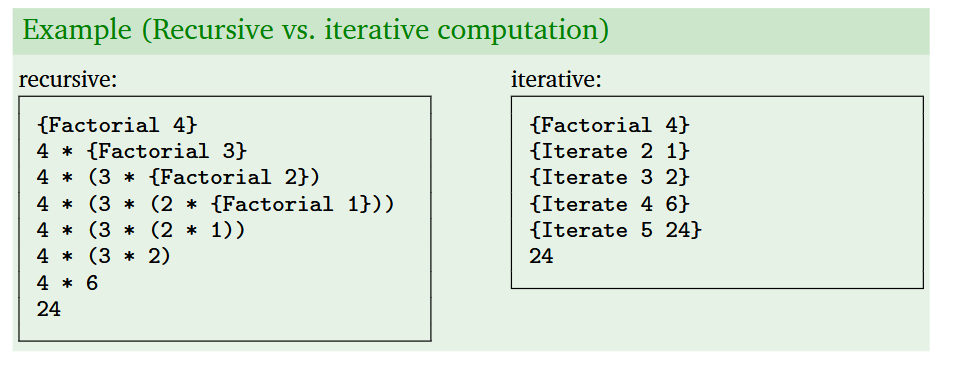 Example (Recursive vs. iterative computation)
recursive:
{Factorial 4}
4 * {Factorial 3}
4 * (3 * {Factorial 2})
4 * (3 * (2 * {Factorial 1}))
4 * (3 * (2 * 1))
4 * (3 * 2)
4 * 6
24
iterative:
{Factorial 4}
{Iterate 2 1}
{Iterate 3 2}
{Iterate 4 6}
{Iterate 5 24}
24